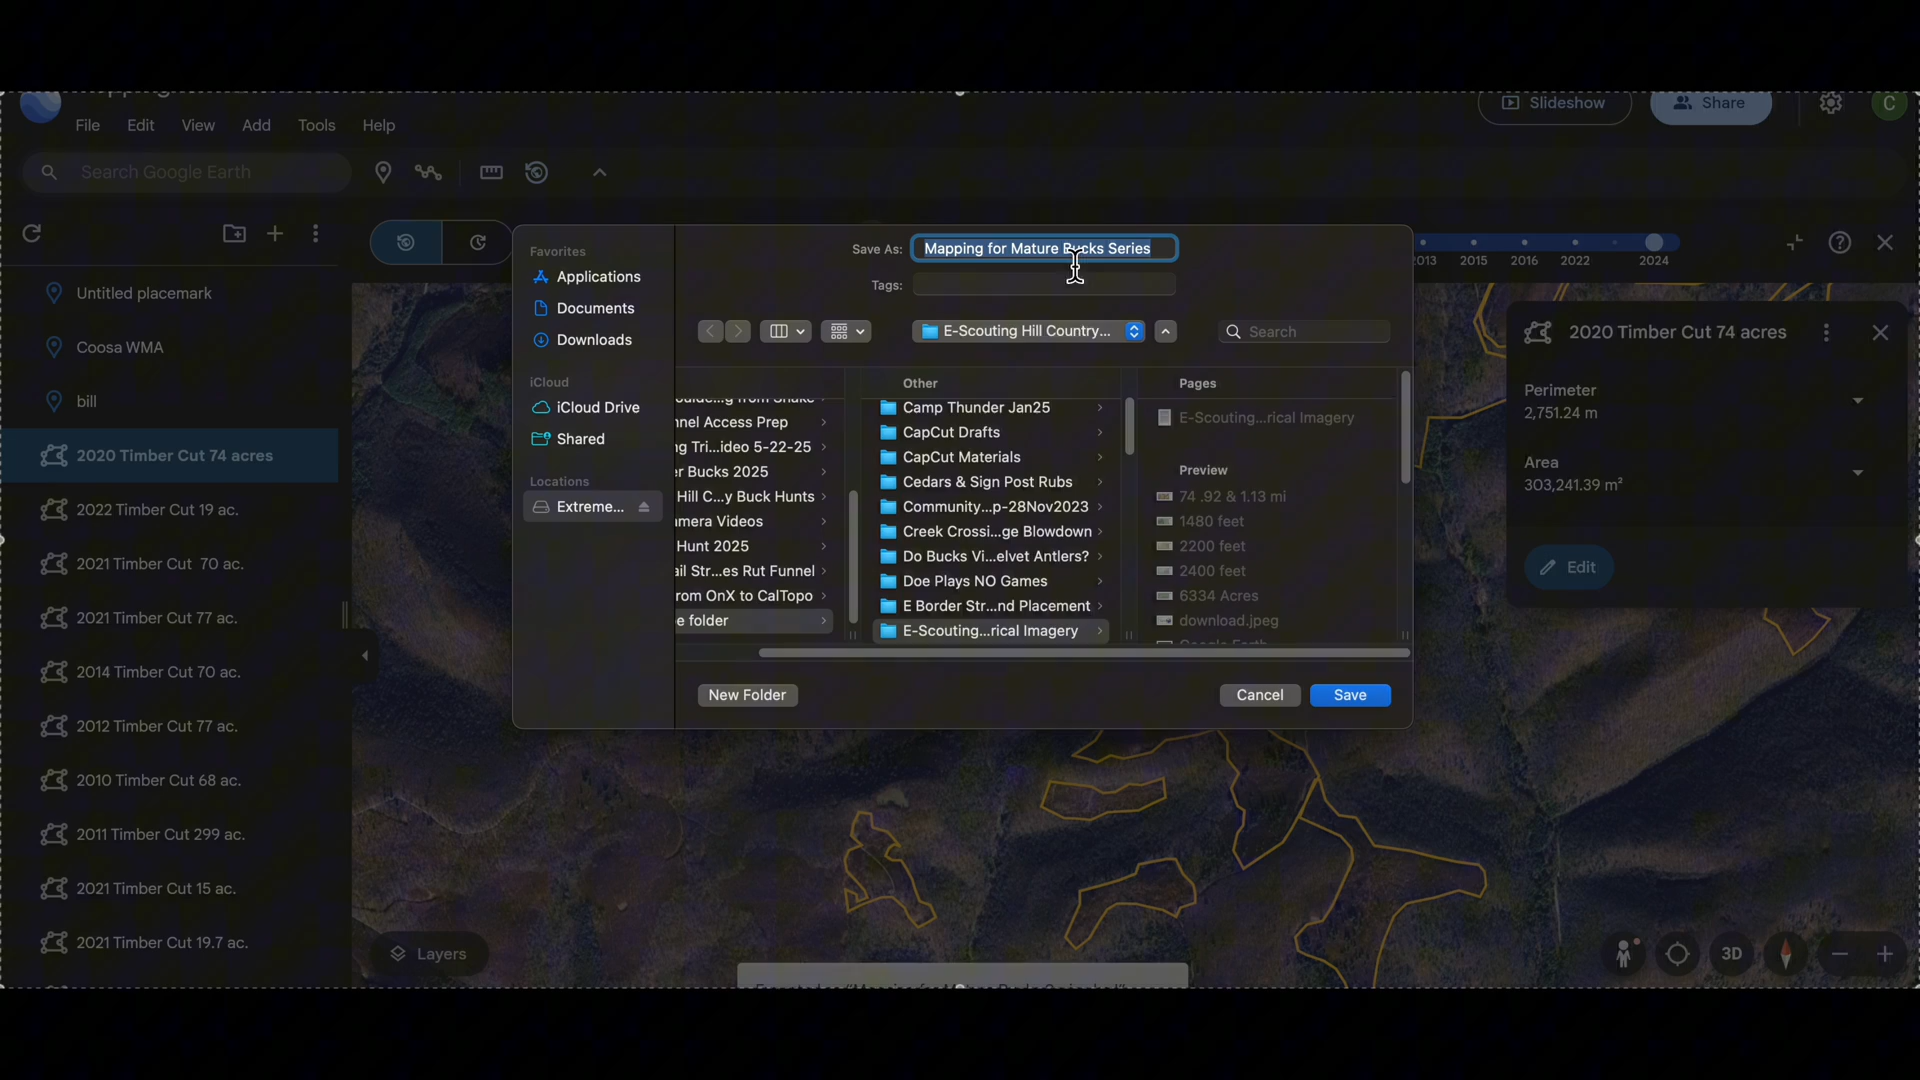 Slideshow
Share
C
File Edit View Add Tools Help
Search Google Earth
Untitled placemark
Coosa WMA
bill
2020 Timber Cut 74 acres
2022 Timber Cut 19 ac.
2021 Timber Cut 70 ac.
2021 Timber Cut 77 ac.
2014 Timber Cut 70 ac.
2012 Timber Cut 77 ac.
2010 Timber Cut 68 ac.
2011 Timber Cut 299 ac.
2021 Timber Cut 15 ac.
2021 Timber Cut 19.7 ac.
Favorites
Applications
Documents
Downloads
iCloud
iCloud Drive
Shared
Locations
Extreme...
Save As: Mapping for Mature Bucks Series
Tags:
E-Scouting Hill Country...
Search
nnel Access Prep
ng Tri...ideo 5-22-25
r Bucks 2025
Hill C...y Buck Hunts
mera Videos
Hunt 2025
ail Str...es Rut Funnel
rom OnX to CalTopo
e folder
Other
Camp Thunder Jan25
CapCut Drafts
CapCut Materials
Cedars & Sign Post Rubs
Community...p-28Nov2023
Creek Crossi...ge Blowdown
Do Bucks Vi...elvet Antlers?
Doe Plays NO Games
E Border Str...nd Placement
E-Scouting...rical Imagery
Pages
E-Scouting...rical Imagery
Preview
74 .92 & 1.13 mi
1480 feet
2200 feet
2400 feet
6334 Acres
download.jpeg
New Folder
Cancel
Save
2013 2015 2016 2022 2024
2020 Timber Cut 74 acres
Perimeter
2,751.24 m
Area
303,241.39 m²
Edit
Layers
3D